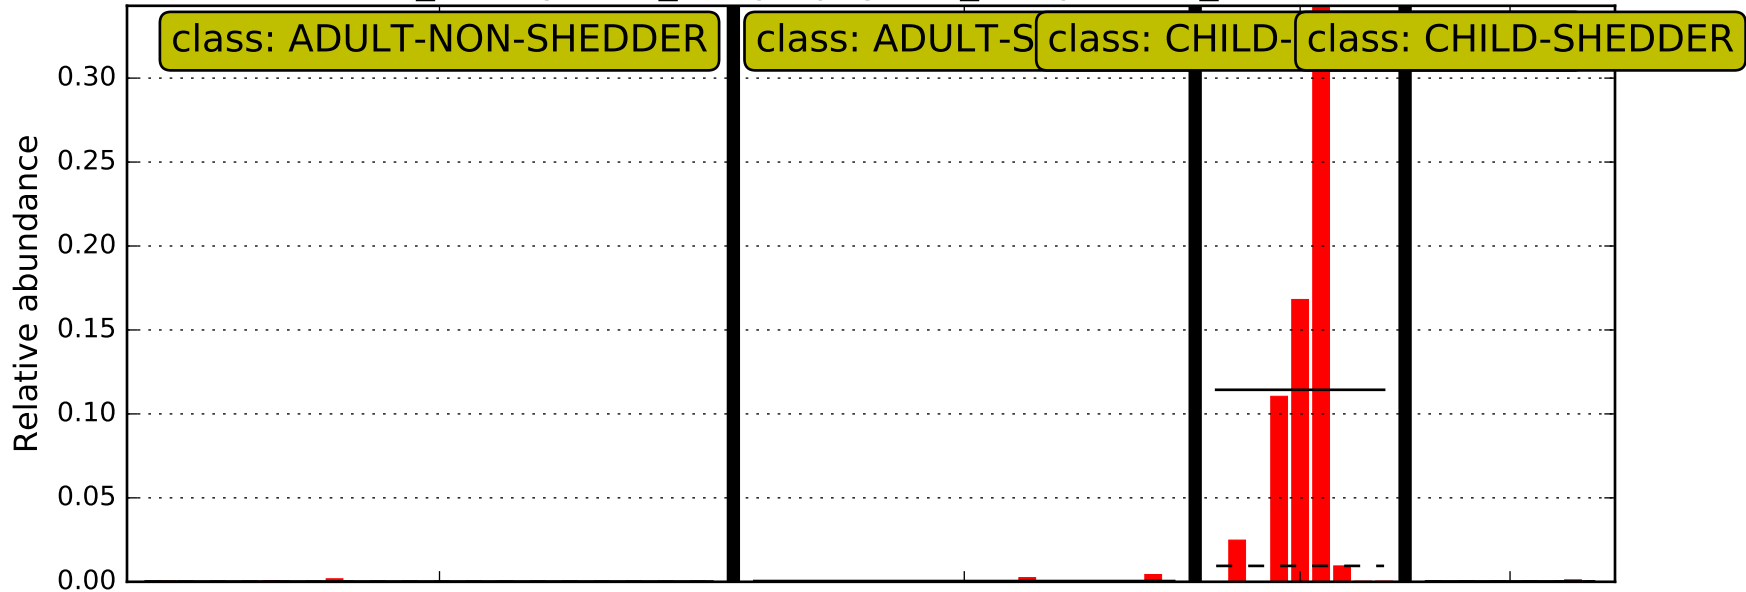 class: ADULT-NON-SHEDDER
class: ADULT-S
class: CHILD-
class: CHILD-SHEDDER
0.30
0.25
0.20
0.15
0.10
0.05
0.00
Relative abundance